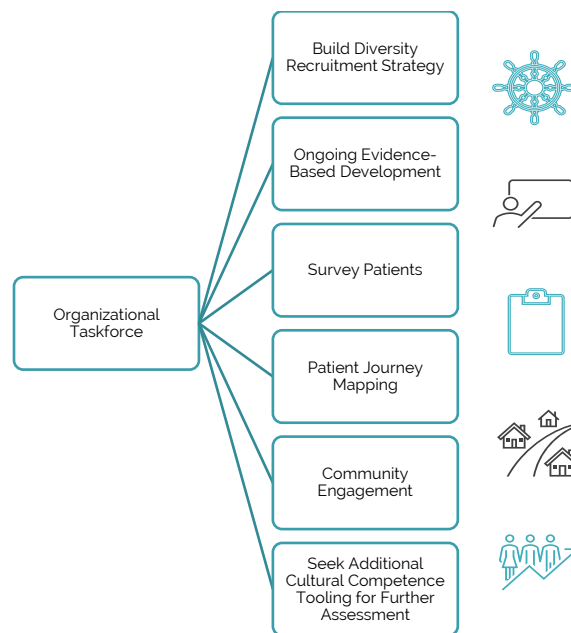 Build Diversity
Recruitment Strategy
Ongoing Evidence-
Based Development
Survey Patients
Organizational
Taskforce
Patient Journey
Mapping
Community
Engagement
Seek Additional
Cultural Competence
Tooling for Further
Assessment